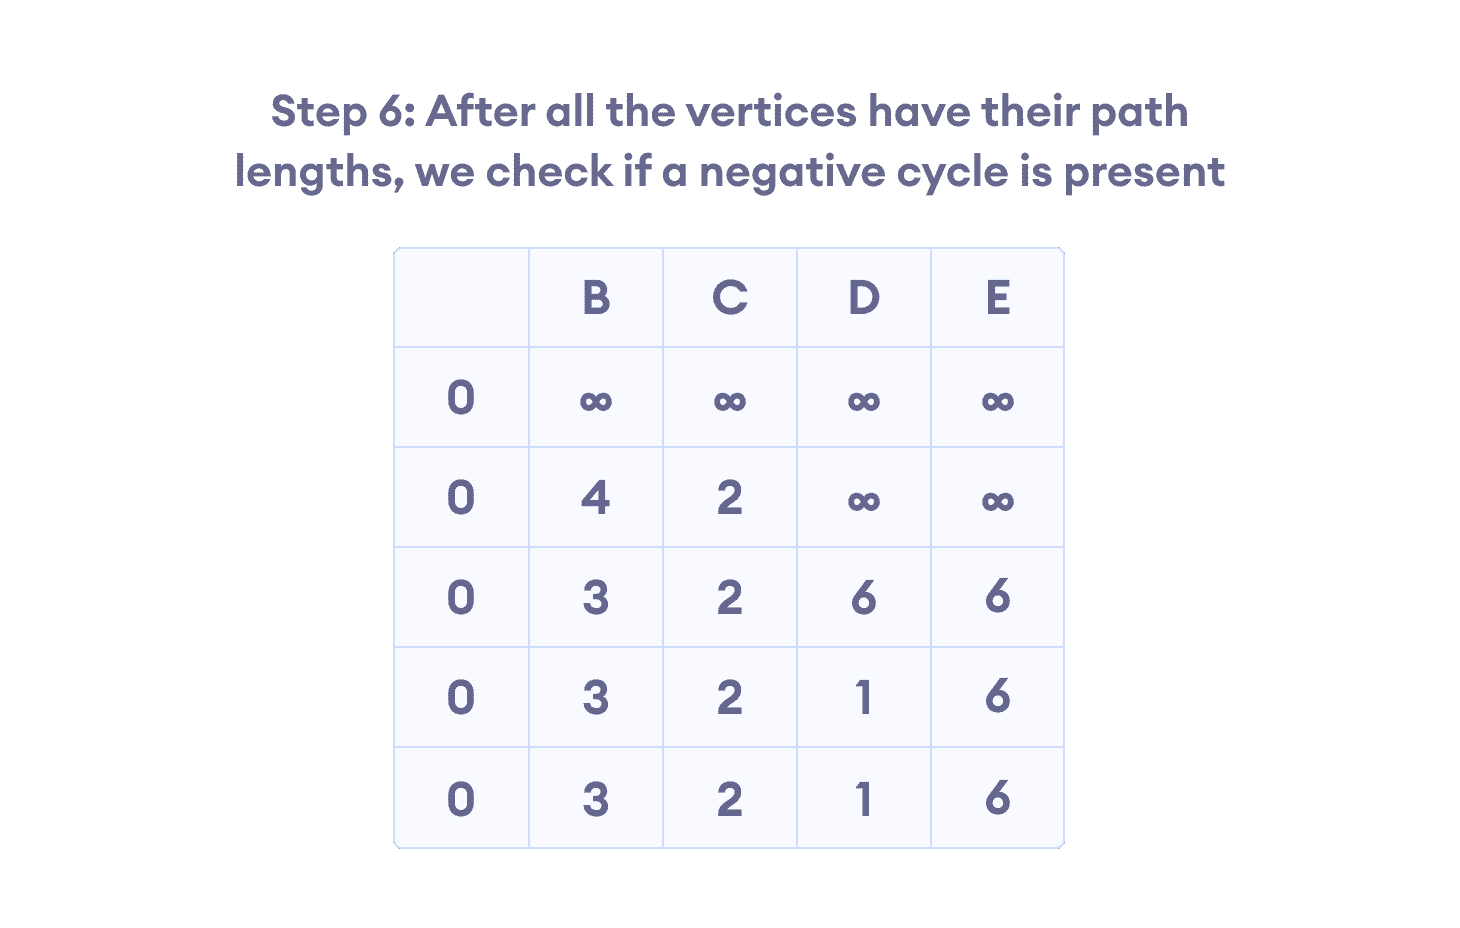 Step 6: After all the vertices have their path
lengths, we check if a negative cycle is present
B C D E
0 ∞ ∞ ∞ ∞
0 4 2 ∞ ∞
0 3 2 6 6
0 3 2 1 6
0 3 2 1 6